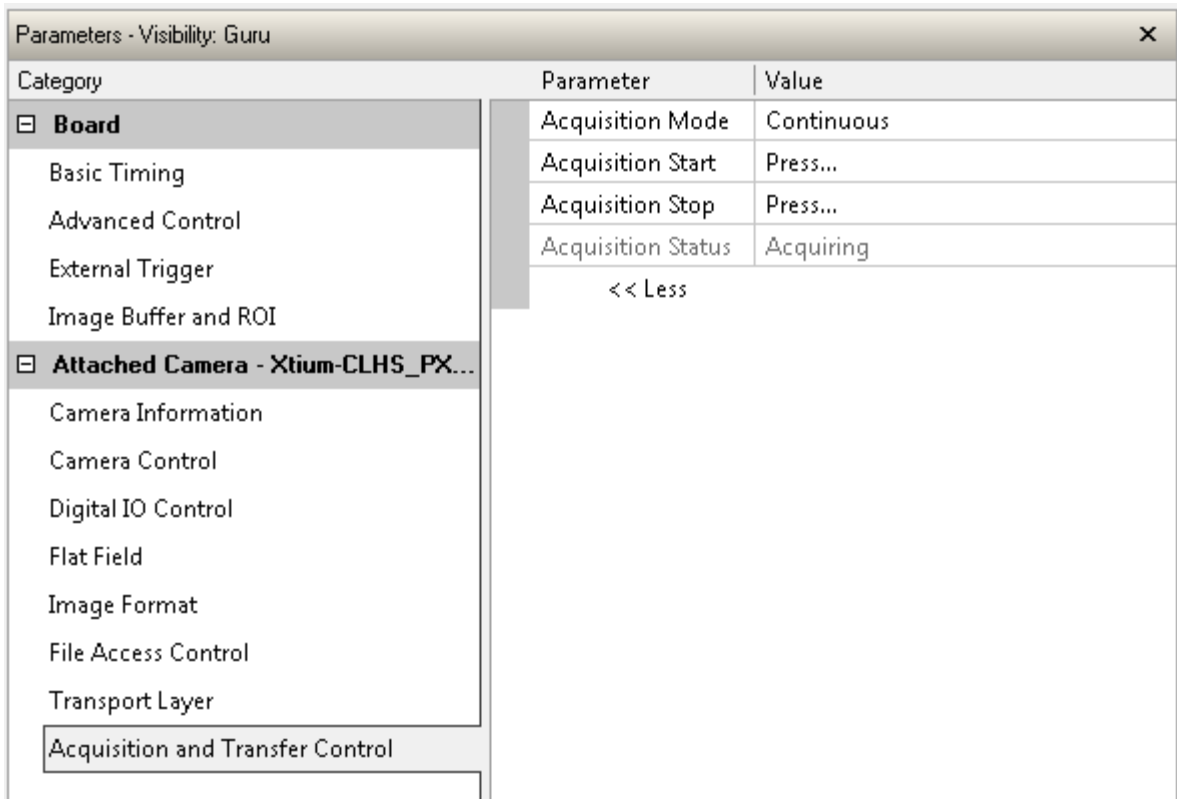 Parameters - Visibility: Guru
Category
Parameter Value
Board
Basic Timing
Advanced Control
External Trigger
Image Buffer and ROI
Attached Camera - Xtium-CLHS_PX...
Camera Information
Camera Control
Digital IO Control
Flat Field
Image Format
File Access Control
Transport Layer
Acquisition and Transfer Control
Acquisition Mode Continuous
Acquisition Start Press...
Acquisition Stop Press...
Acquisition Status Acquiring
<< Less